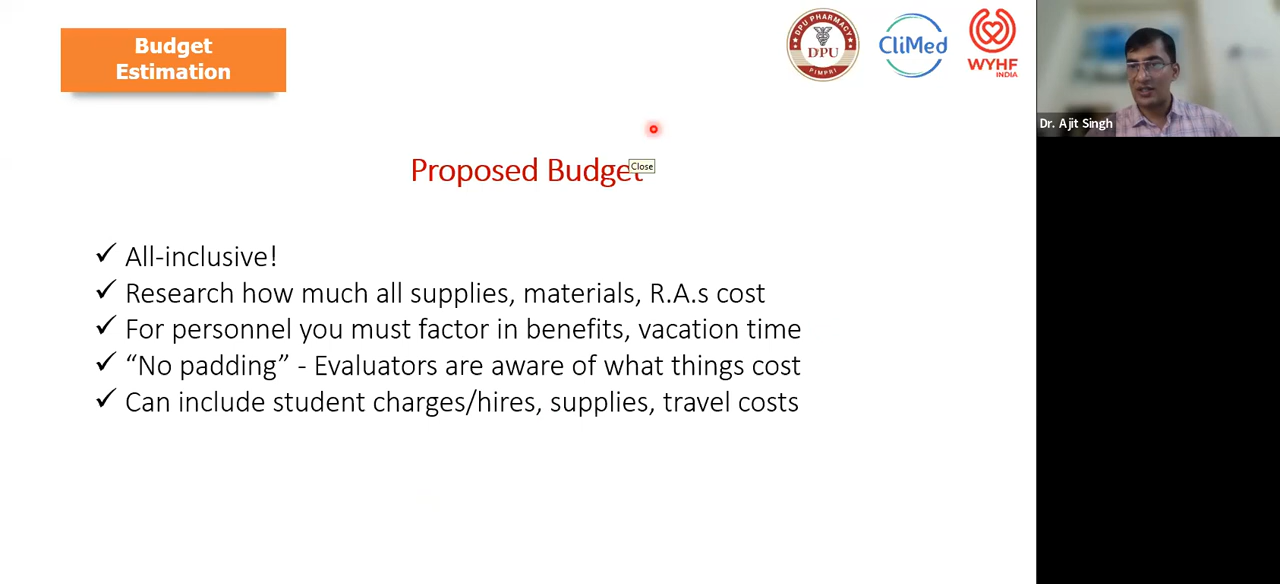 Budget
Estimation
DPU PHARMACY
DPU
PIMPRI
CliMed
WYHF
INDIA
Dr. Ajit Singh
Proposed Budget
Close
✓ All-inclusive!
✓ Research how much all supplies, materials, R.A.s cost
✓ For personnel you must factor in benefits, vacation time
✓ “No padding” - Evaluators are aware of what things cost
✓ Can include student charges/hires, supplies, travel costs